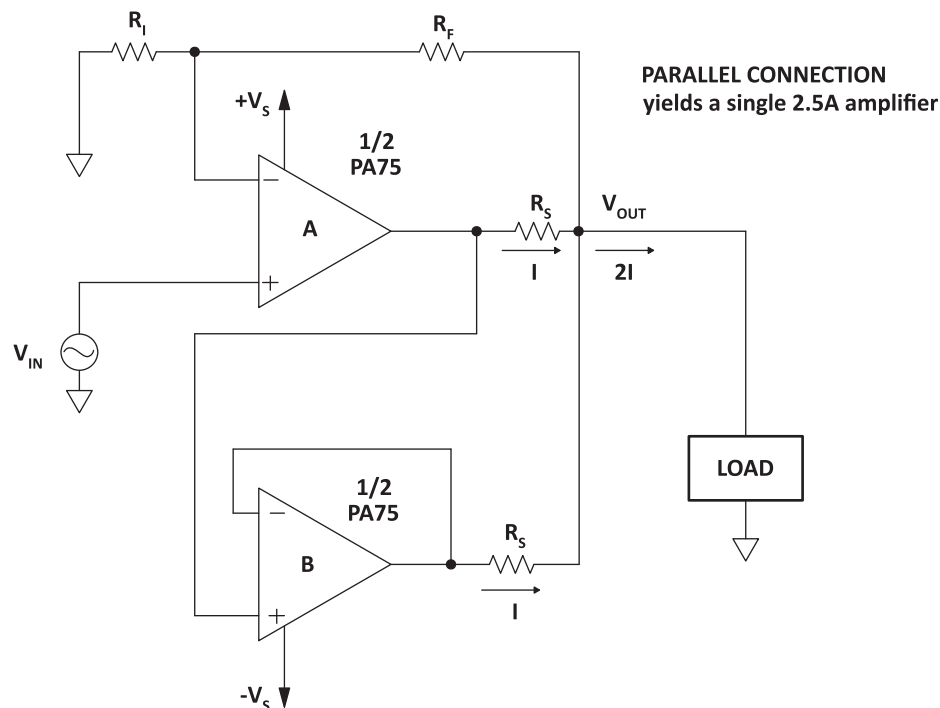 R_I
R_F
PARALLEL CONNECTION
yields a single 2.5A amplifier
+V_S
1/2
PA75
−
A
+
R_S
V_OUT
I
2I
V_IN
LOAD
1/2
PA75
−
B
+
R_S
I
-V_S